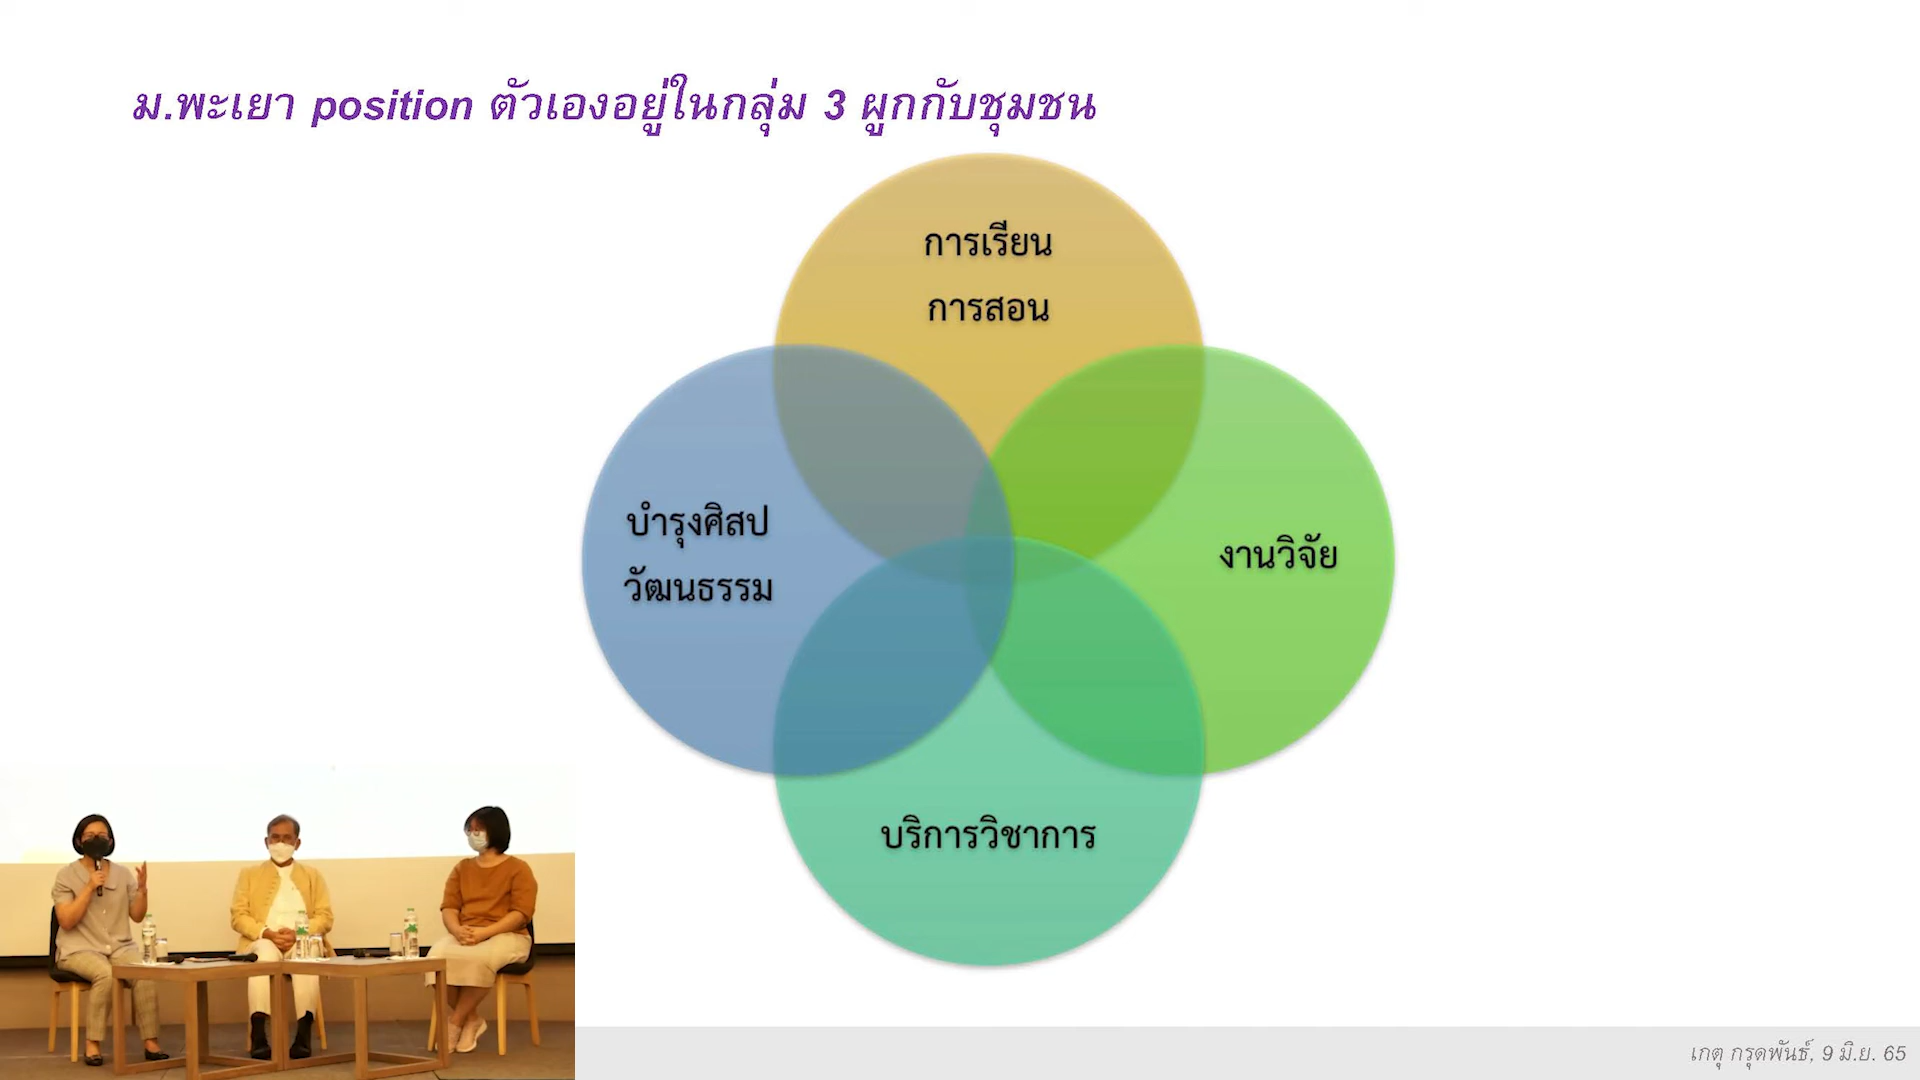 ม.พะเยา position ตัวเองอยู่ในกลุ่ม 3 ผูกกับชุมชน
การเรียน
การสอน
บำรุงศิสป
วัฒนธรรม
งานวิจัย
บริการวิชาการ
เกตุ กรุดพันธ์, 9 มิ.ย. 65